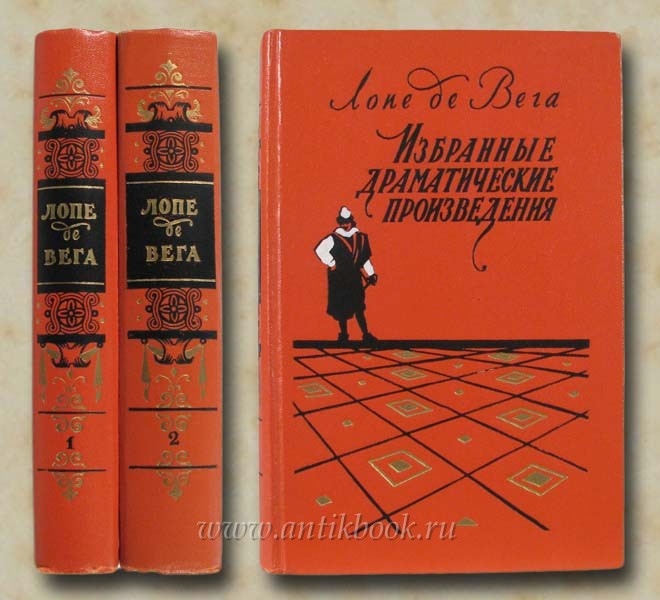 ЛОПЕ
де
ВЕГА
1
ЛОПЕ
де
ВЕГА
2
Лопе де Вега
ИЗБРАННЫЕ
ДРАМАТИЧЕСКИЕ
ПРОИЗВЕДЕНИЯ
www.antikbook.ru